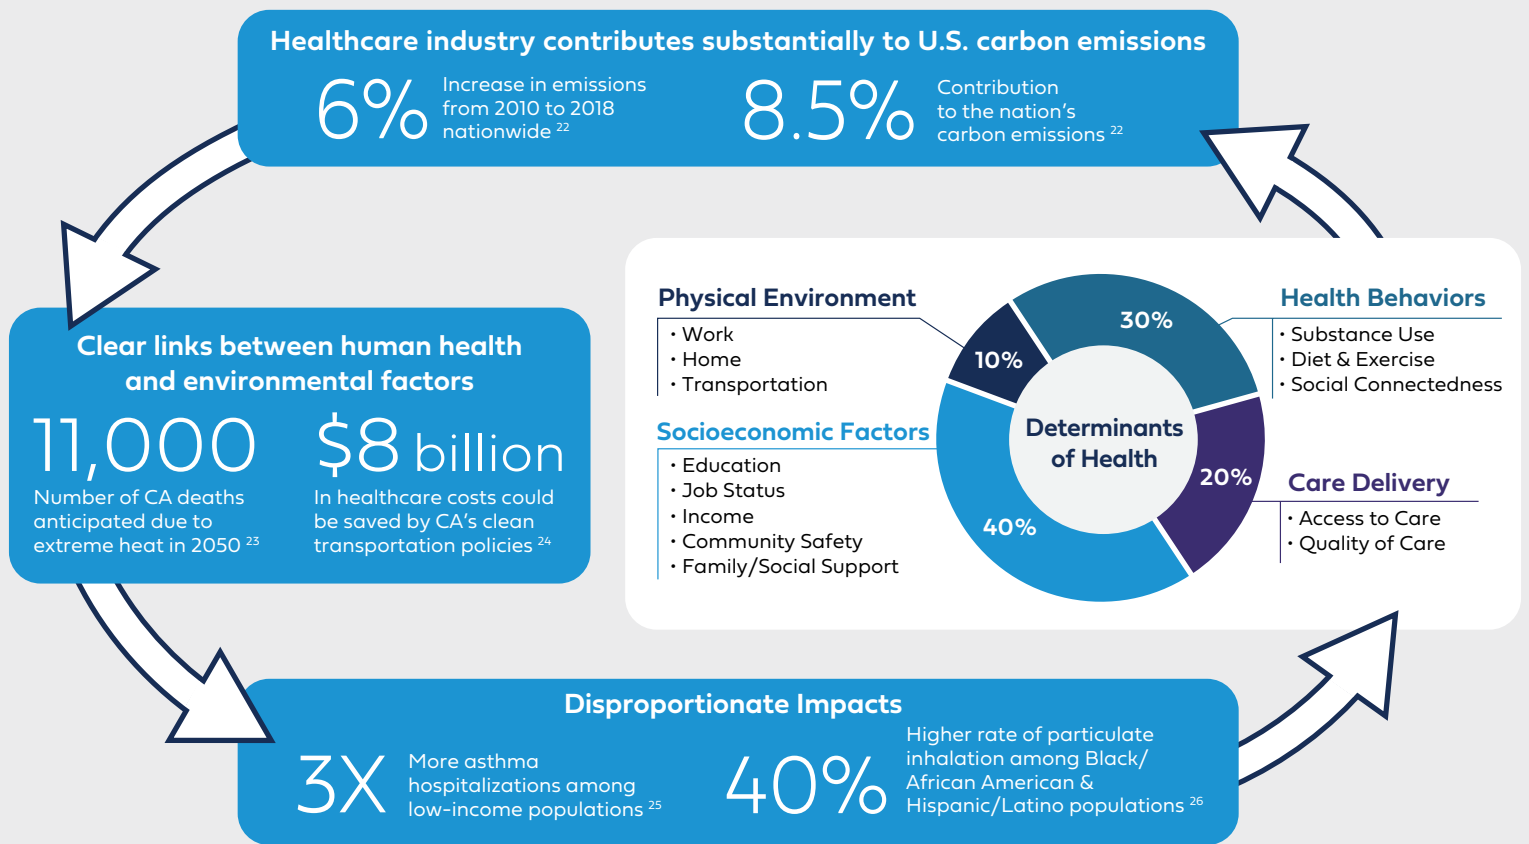 Healthcare industry contributes substantially to U.S. carbon emissions
6%
Increase in emissions
from 2010 to 2018
nationwide 22
8.5%
Contribution
to the nation's
carbon emissions 22
Clear links between human health
and environmental factors
11,000
Number of CA deaths
anticipated due to
extreme heat in 2050 23
$8 billion
In healthcare costs could
be saved by CA's clean
transportation policies 24
Physical Environment
• Work
• Home
• Transportation
Socioeconomic Factors
• Education
• Job Status
• Income
• Community Safety
• Family/Social Support
10%
30%
40%
20%
Determinants
of Health
Health Behaviors
• Substance Use
• Diet & Exercise
• Social Connectedness
Care Delivery
• Access to Care
• Quality of Care
Disproportionate Impacts
3X
More asthma
hospitalizations among
low-income populations 25
40%
Higher rate of particulate
inhalation among Black/
African American &
Hispanic/Latino populations 26